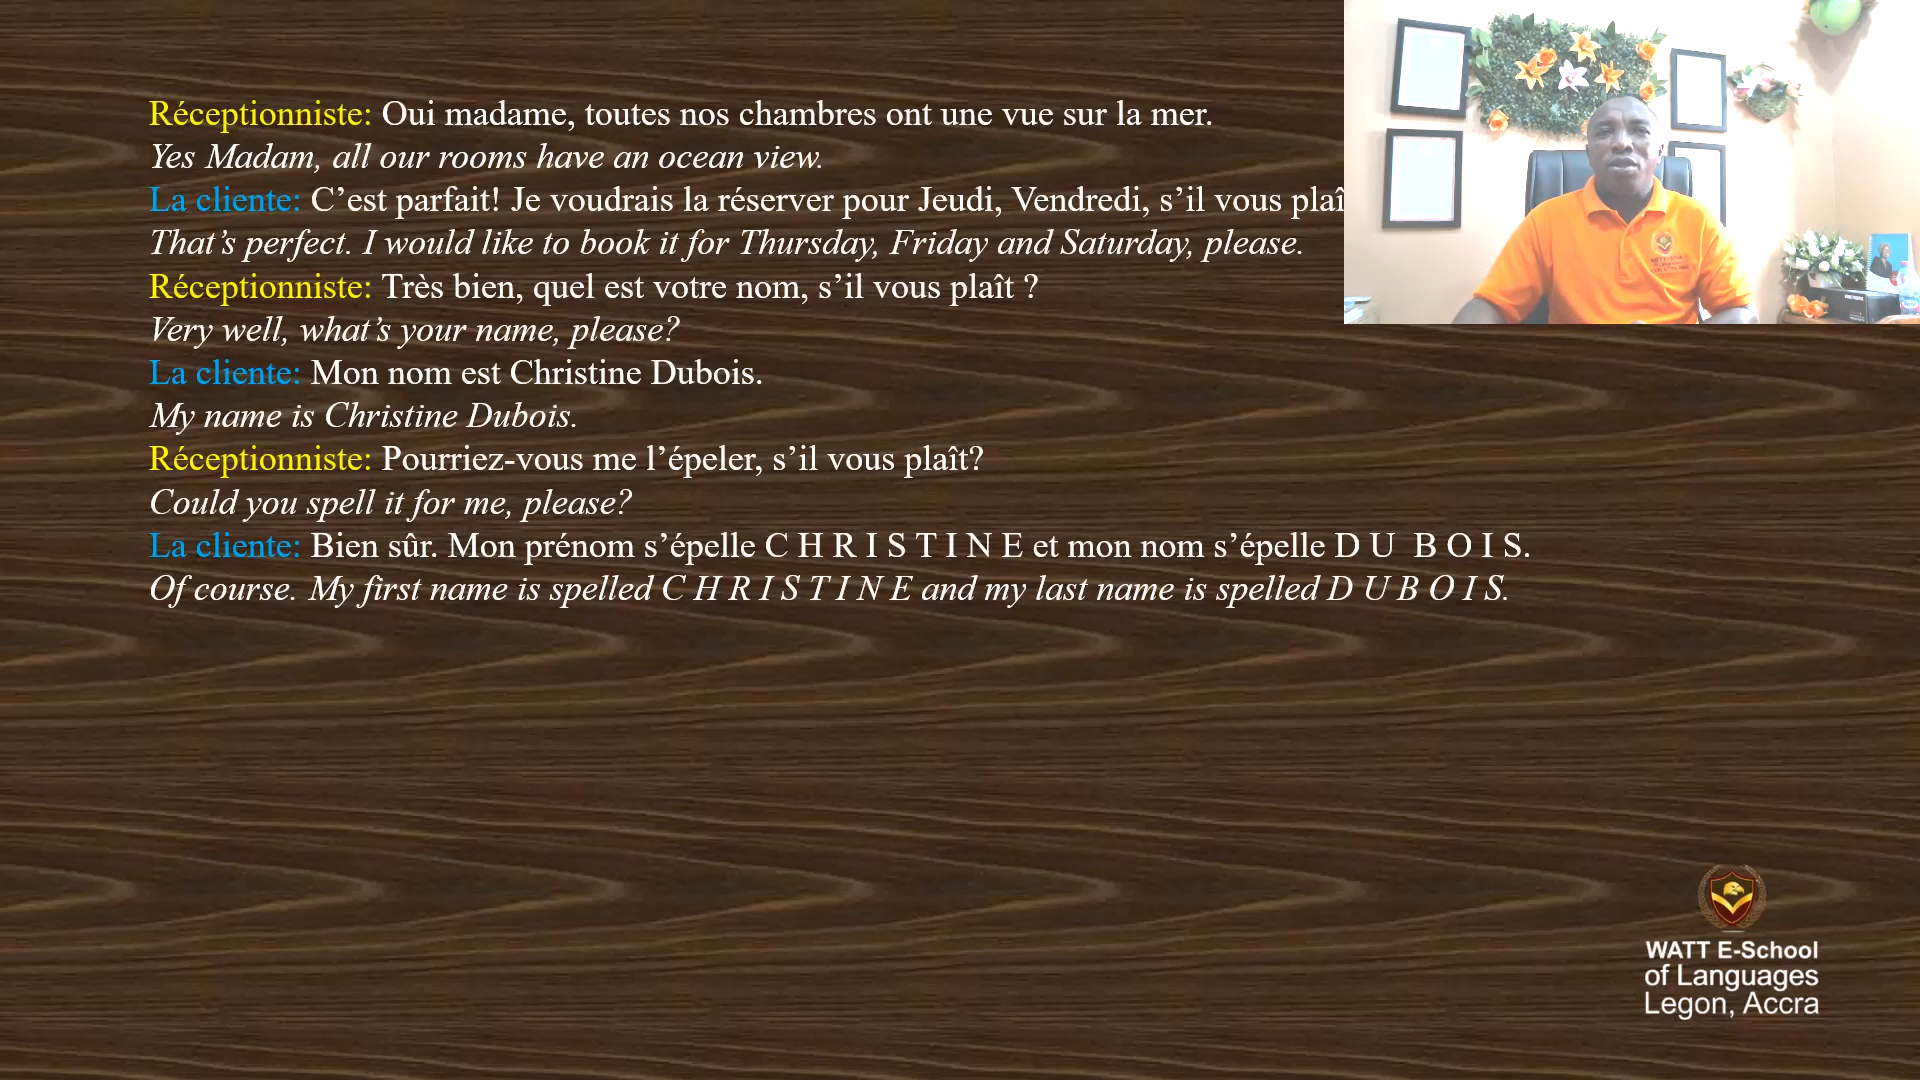 Réceptionniste: Oui madame, toutes nos chambres ont une vue sur la mer.
Yes Madam, all our rooms have an ocean view.
La cliente: C’est parfait! Je voudrais la réserver pour Jeudi, Vendredi, s’il vous plaî
That’s perfect. I would like to book it for Thursday, Friday and Saturday, please.
Réceptionniste: Très bien, quel est votre nom, s’il vous plaît ?
Very well, what’s your name, please?
La cliente: Mon nom est Christine Dubois.
My name is Christine Dubois.
Réceptionniste: Pourriez-vous me l’épeler, s’il vous plaît?
Could you spell it for me, please?
La cliente: Bien sûr. Mon prénom s’épelle C H R I S T I N E et mon nom s’épelle D U  B O I S.
Of course. My first name is spelled C H R I S T I N E and my last name is spelled D U B O I S.
WATT E-School
of Languages
Legon, Accra